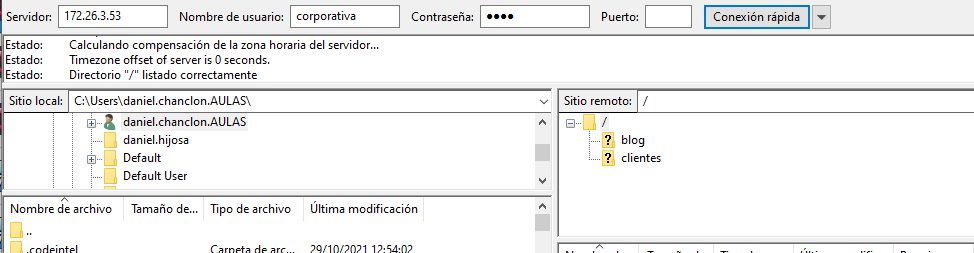 Servidor: 172.26.3.53 Nombre de usuario: corporativa Contraseña: ●●●● Puerto: Conexión rápida
Estado: Calculando compensación de la zona horaria del servidor...
Estado: Timezone offset of server is 0 seconds.
Estado: Directorio "/" listado correctamente
Sitio local: C:\Users\daniel.chanclon.AULAS\
Sitio remoto: /
daniel.chanclon.AULAS
daniel.hijosa
Default
Default User
/
? blog
? clientes
Nombre de archivo Tamaño de... Tipo de archivo Última modificación
..
.codeintel Carpeta de arc... 29/10/2021 12:54:02